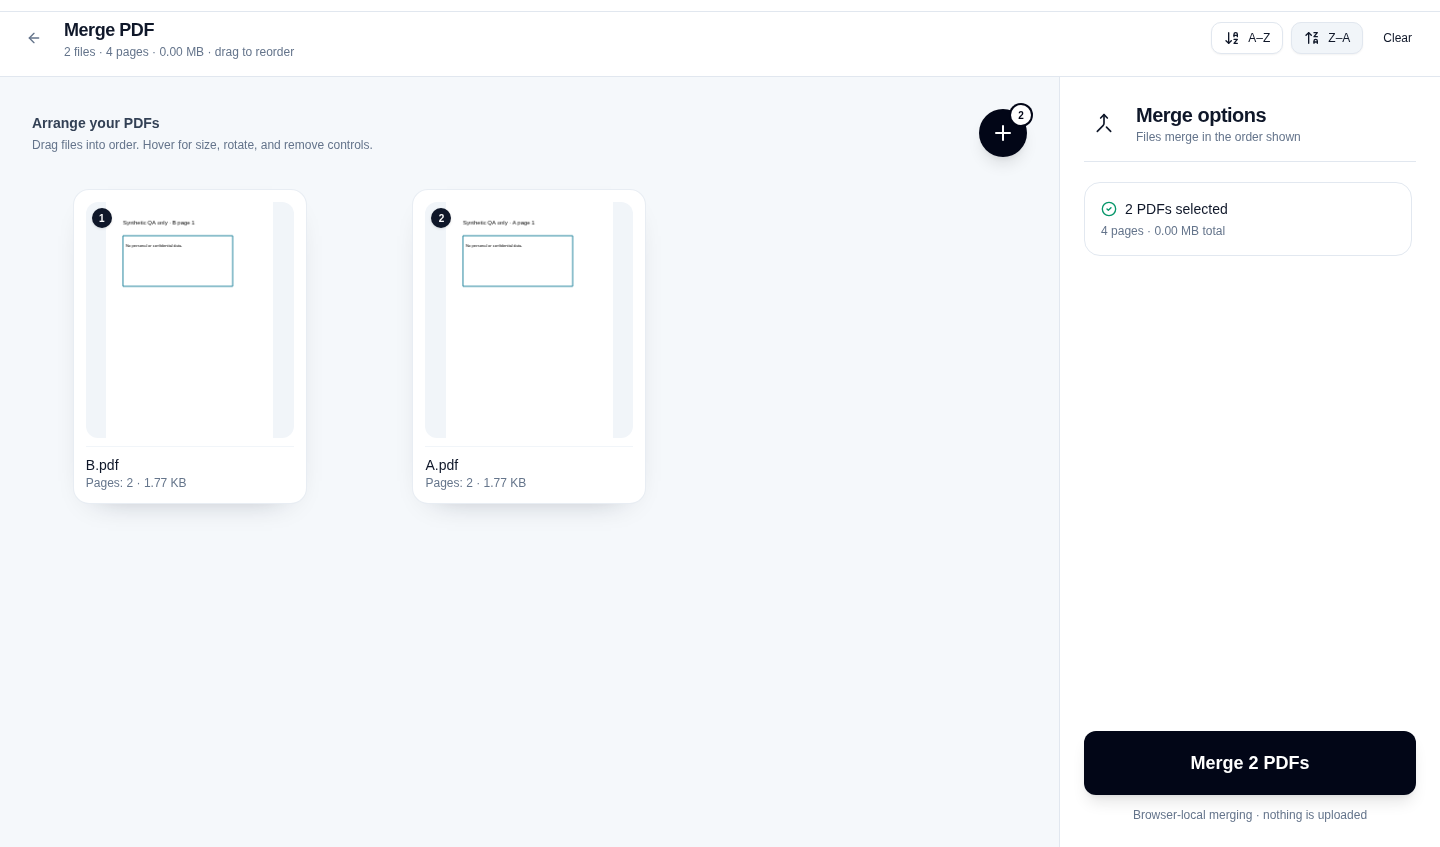 Merge PDF
2 files · 4 pages · 0.00 MB · drag to reorder
A–Z
Z–A
Clear
Arrange your PDFs
Drag files into order. Hover for size, rotate, and remove controls.
2
Merge options
Files merge in the order shown
2 PDFs selected
4 pages · 0.00 MB total
1
Synthetic QA only · B page 1
No personal or confidential data.
B.pdf
Pages: 2 · 1.77 KB
2
Synthetic QA only · A page 1
No personal or confidential data.
A.pdf
Pages: 2 · 1.77 KB
Merge 2 PDFs
Browser-local merging · nothing is uploaded